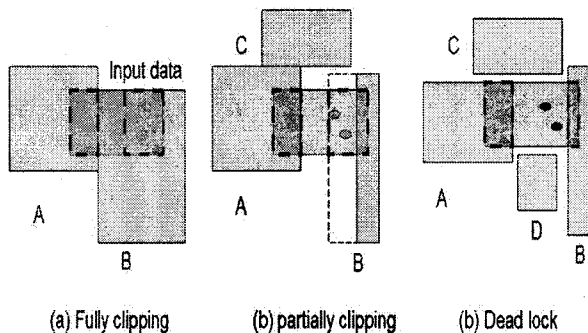 C
C
Input data
A
A
A
D
B
B
B
(a) Fully clipping
(b) partially clipping
(b) Dead lock